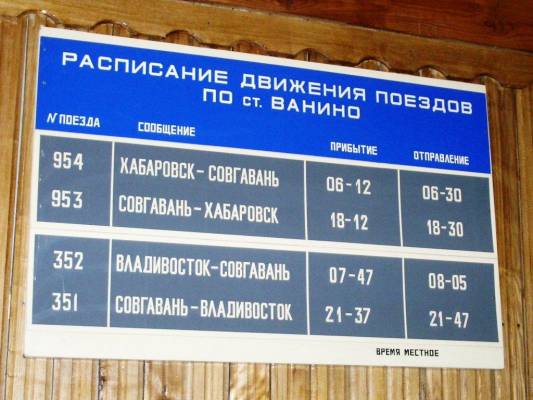 РАСПИСАНИЕ ДВИЖЕНИЯ ПОЕЗДОВ
ПО ст. ВАНИНО
N ПОЕЗДА СООБЩЕНИЕ ПРИБЫТИЕ ОТПРАВЛЕНИЕ
954 ХАБАРОВСК-СОВГАВАНЬ 06-12 06-30
953 СОВГАВАНЬ-ХАБАРОВСК 18-12 18-30
352 ВЛАДИВОСТОК-СОВГАВАНЬ 07-47 08-05
351 СОВГАВАНЬ-ВЛАДИВОСТОК 21-37 21-47
ВРЕМЯ МЕСТНОЕ